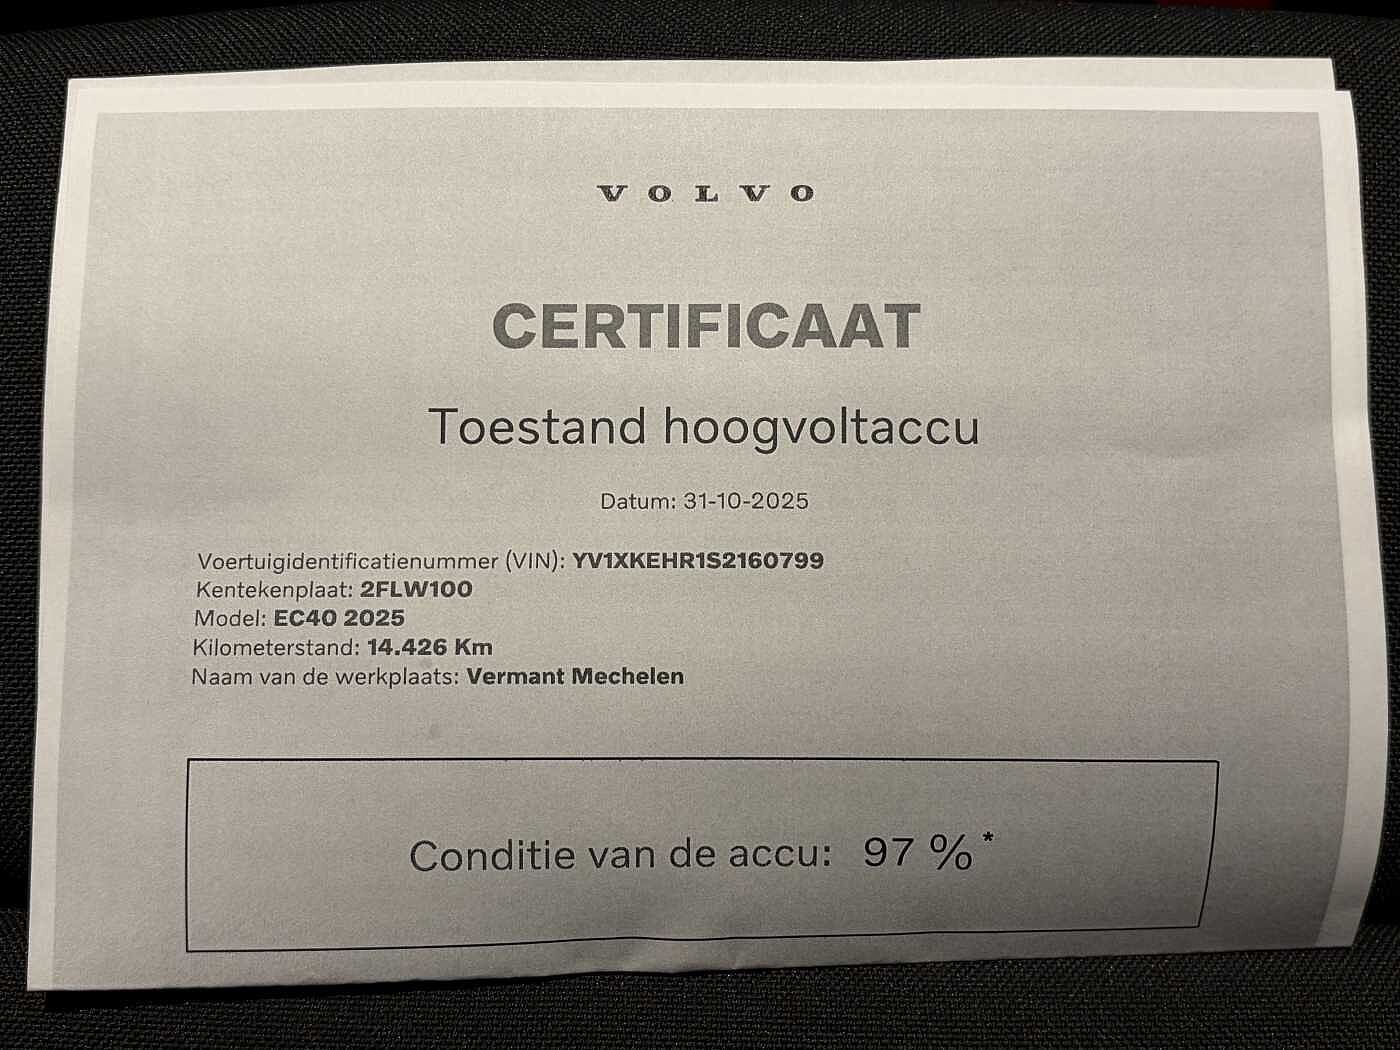 VOLVO
CERTIFICAAT
Toestand hoogvoltaccu
Datum: 31-10-2025
Voertuigidentificatienummer (VIN): YV1XKEHR1S2160799
Kentekenplaat: 2FLW100
Model: EC40 2025
Kilometerstand: 14.426 Km
Naam van de werkplaats: Vermant Mechelen
Conditie van de accu: 97 %*